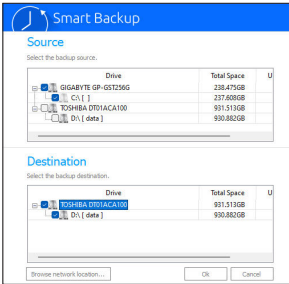 Smart Backup
Source
Select the backup source.
Drive Total Space U
GIGABYTE GP-GST256G 238.475GB
C:\ [ ] 237.608GB
TOSHIBA DT01ACA100 931.513GB
D:\ [ data ] 930.882GB
Destination
Select the backup destination.
Drive Total Space U
TOSHIBA DT01ACA100 931.513GB
D:\ [ data ] 930.882GB
Browse network location... Ok Cancel